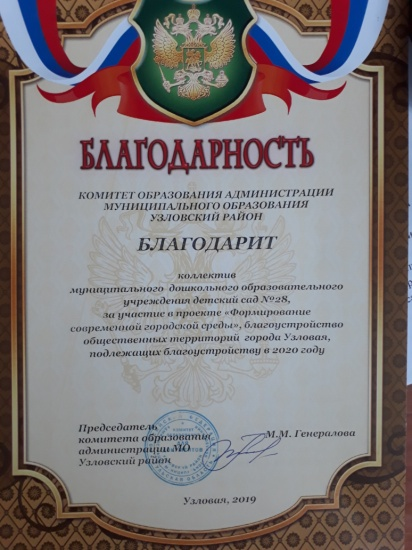 БЛАГОДАРНОСТЬ
КОМИТЕТ ОБРАЗОВАНИЯ АДМИНИСТРАЦИИ
МУНИЦИПАЛЬНОГО ОБРАЗОВАНИЯ
УЗЛОВСКИЙ РАЙОН
БЛАГОДАРИТ
коллектив
муниципального дошкольного образовательного
учреждения детский сад №28,
за участие в проекте «Формирование
современной городской среды», благоустройство
общественных территорий города Узловая,
подлежащих благоустройству в 2020 году
Председатель
комитета образования
администрации МО
Узловский район
М.М. Генералова
Узловая, 2019